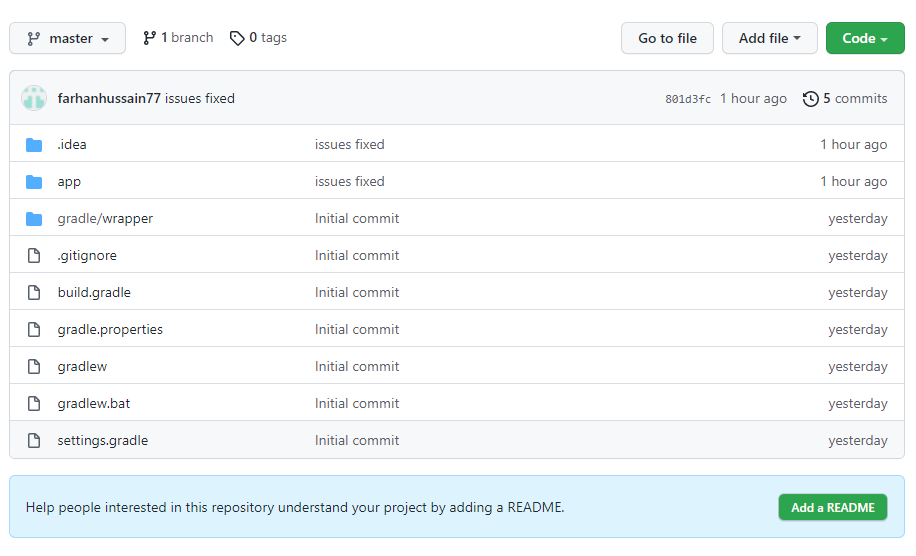 master 1 branch 0 tags Go to file Add file Code
farhanhussain77 issues fixed 801d3fc 1 hour ago 5 commits
.idea issues fixed 1 hour ago
app issues fixed 1 hour ago
gradle/wrapper Initial commit yesterday
.gitignore Initial commit yesterday
build.gradle Initial commit yesterday
gradle.properties Initial commit yesterday
gradlew Initial commit yesterday
gradlew.bat Initial commit yesterday
settings.gradle Initial commit yesterday
Help people interested in this repository understand your project by adding a README. Add a README